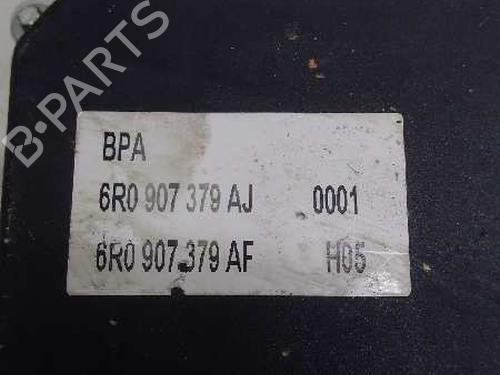 B-PARTS
BPA
6R0 907 379 AJ 0001
6R0 907 379 AF H05